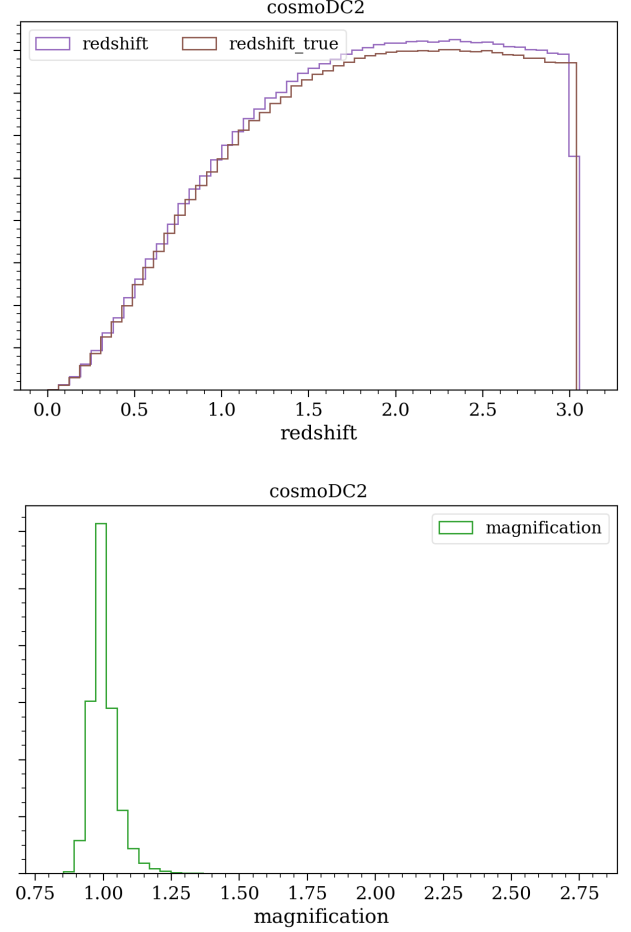 cosmoDC2
redshift redshift_true
0.0 0.5 1.0 1.5 2.0 2.5 3.0
redshift
cosmoDC2
magnification
0.75 1.00 1.25 1.50 1.75 2.00 2.25 2.50 2.75
magnification